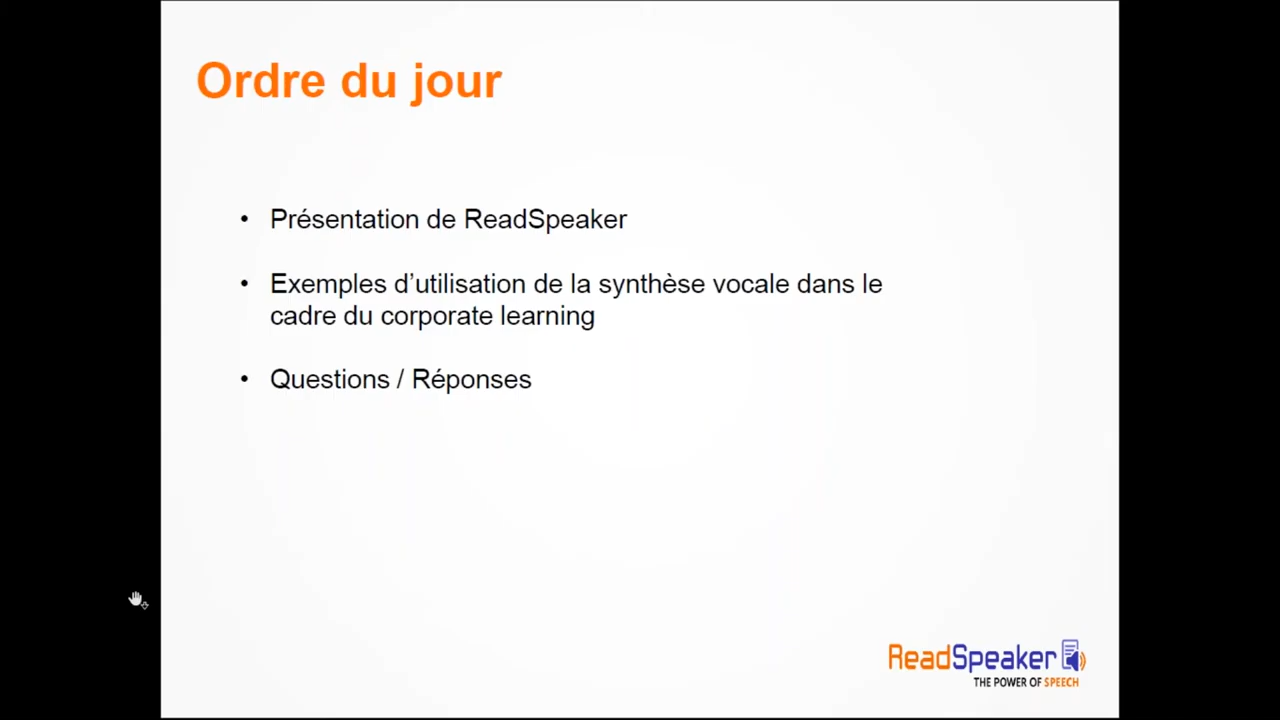 Ordre du jour
• Présentation de ReadSpeaker
• Exemples d’utilisation de la synthèse vocale dans le
cadre du corporate learning
• Questions / Réponses
ReadSpeaker
THE POWER OF SPEECH